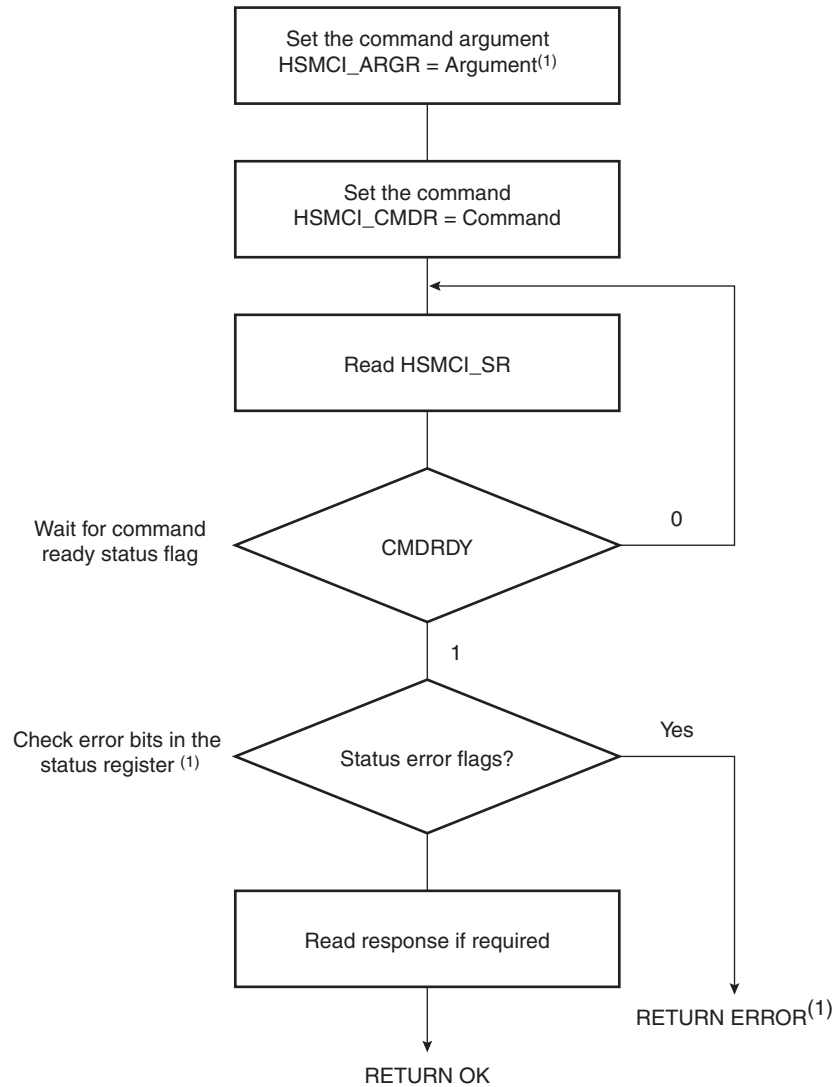 Set the command argument
HSMCI_ARGR = Argument(1)
Set the command
HSMCI_CMDR = Command
Read HSMCI_SR
Wait for command
ready status flag
CMDRDY
0
1
Check error bits in the
status register (1)
Status error flags?
Yes
Read response if required
RETURN ERROR(1)
RETURN OK